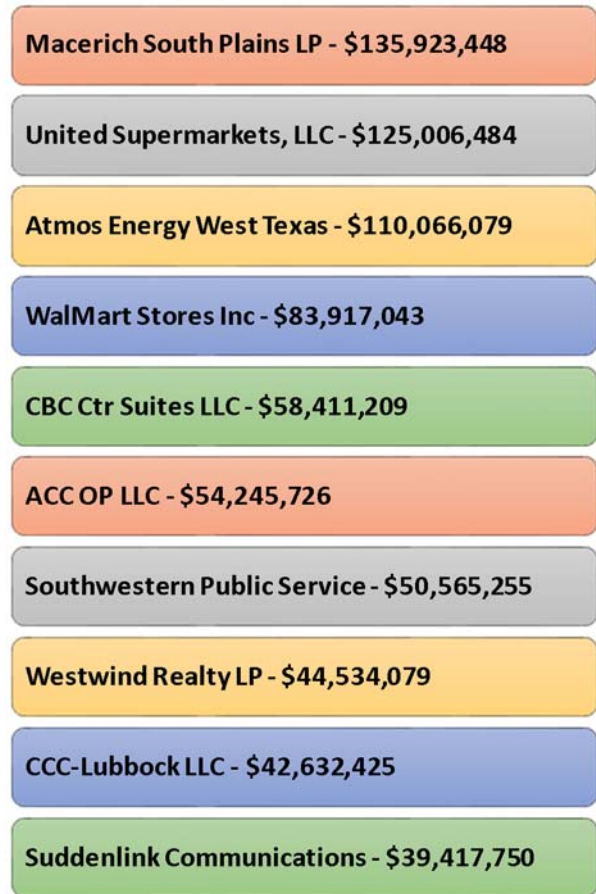 Macerich South Plains LP - $135,923,448
United Supermarkets, LLC - $125,006,484
Atmos Energy West Texas - $110,066,079
WalMart Stores Inc - $83,917,043
CBC Ctr Suites LLC - $58,411,209
ACC OP LLC - $54,245,726
Southwestern Public Service - $50,565,255
Westwind Realty LP - $44,534,079
CCC-Lubbock LLC - $42,632,425
Suddenlink Communications - $39,417,750